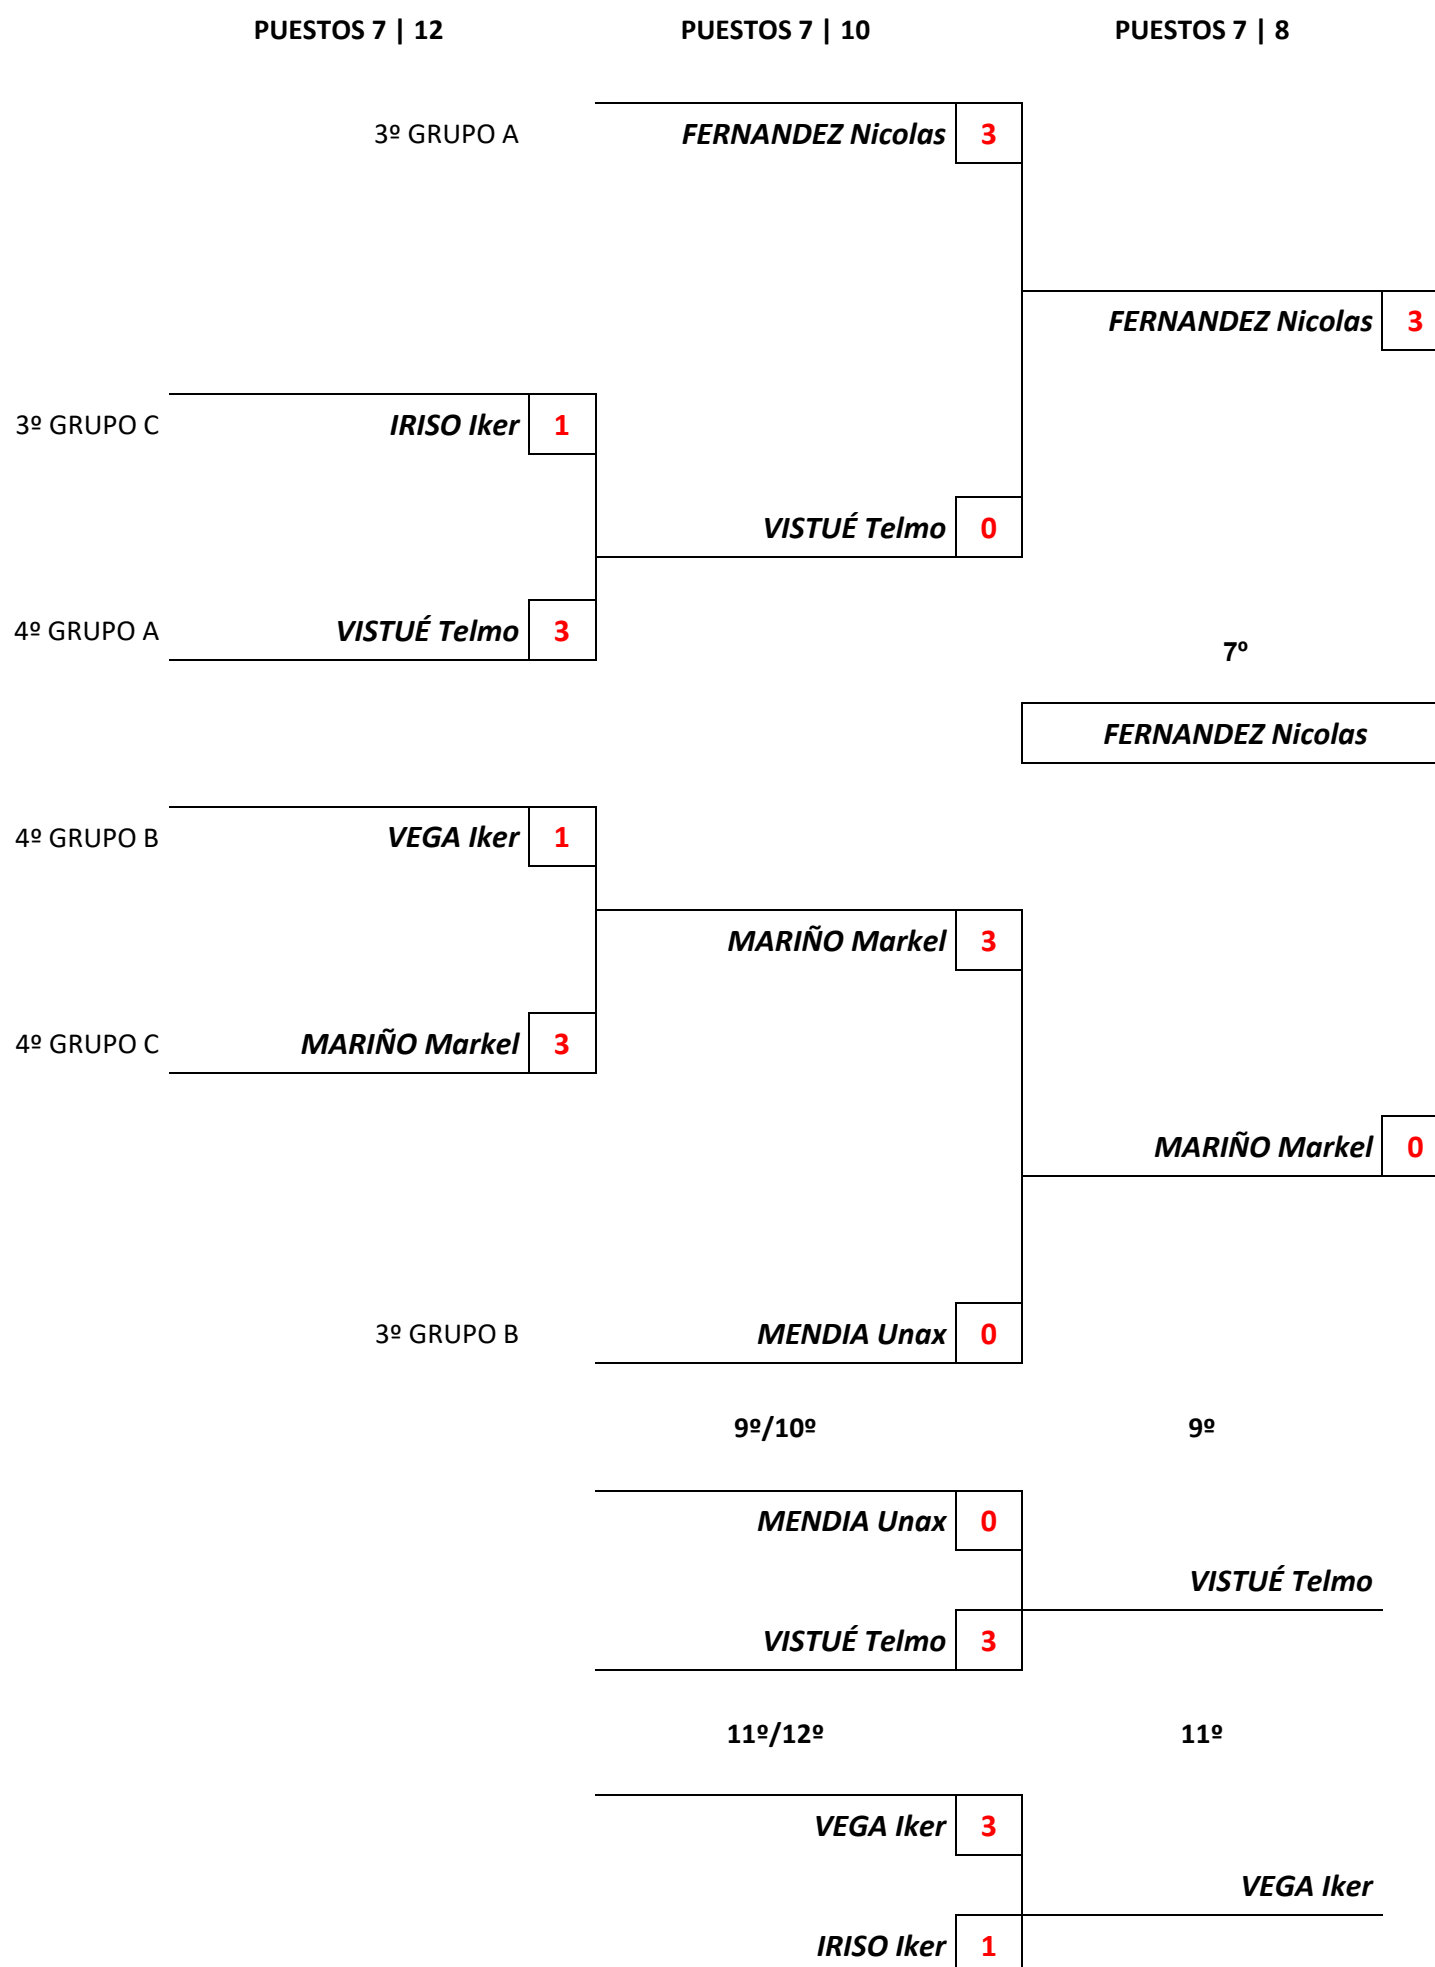 PUESTOS 7 | 12 PUESTOS 7 | 10 PUESTOS 7 | 8
3º GRUPO A FERNANDEZ Nicolas 3
FERNANDEZ Nicolas 3
3º GRUPO C IRISO Iker 1
VISTUÉ Telmo 0
4º GRUPO A VISTUÉ Telmo 3
7º
FERNANDEZ Nicolas
4º GRUPO B VEGA Iker 1
MARIÑO Markel 3
4º GRUPO C MARIÑO Markel 3
MARIÑO Markel 0
3º GRUPO B MENDIA Unax 0
9º/10º 9º
MENDIA Unax 0
VISTUÉ Telmo
VISTUÉ Telmo 3
11º/12º 11º
VEGA Iker 3
VEGA Iker
IRISO Iker 1